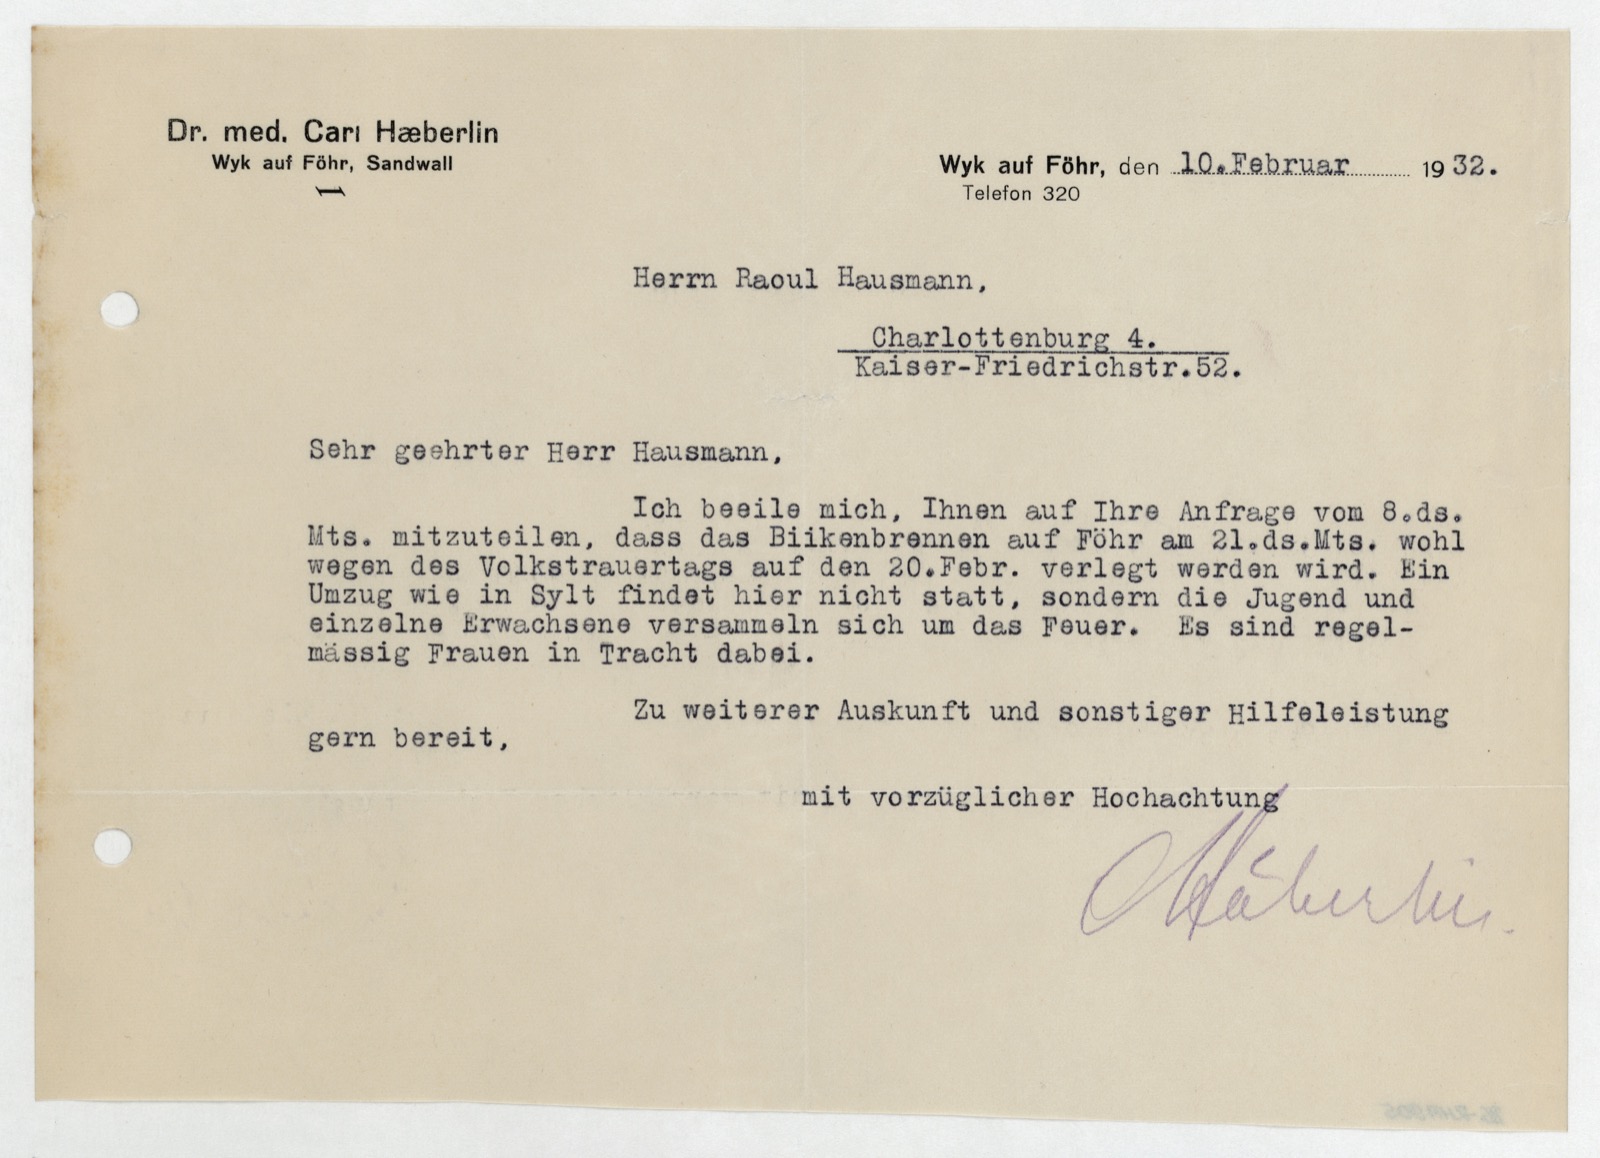 Dr. med. Carl Hæberlin
Wyk auf Föhr, Sandwall
Wyk auf Föhr, den 10.Februar 1932.
Telefon 320
Herrn Raoul Hausmann,
Charlottenburg 4.
Kaiser-Friedrichstr.52.
Sehr geehrter Herr Hausmann,
Ich beeile mich, Ihnen auf Ihre Anfrage vom 8.ds.
Mts. mitzuteilen, dass das Biikenbrennen auf Föhr am 21.ds.Mts. wohl
wegen des Volkstrauertags auf den 20.Febr. verlegt werden wird. Ein
Umzug wie in Sylt findet hier nicht statt, sondern die Jugend und
einzelne Erwachsene versammeln sich um das Feuer. Es sind regel-
mässig Frauen in Tracht dabei.
Zu weiterer Auskunft und sonstiger Hilfeleistung
gern bereit,
mit vorzüglicher Hochachtung
CHäberlin.